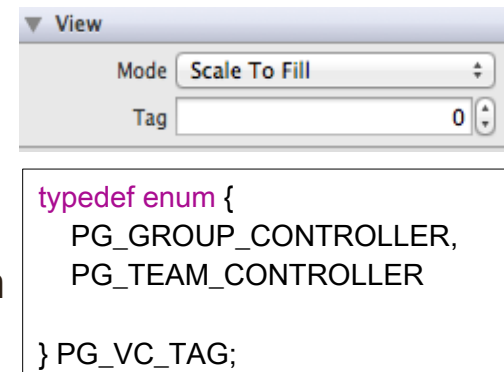 View
Mode Scale To Fill
Tag 0
typedef enum {
PG_GROUP_CONTROLLER,
PG_TEAM_CONTROLLER
} PG_VC_TAG;